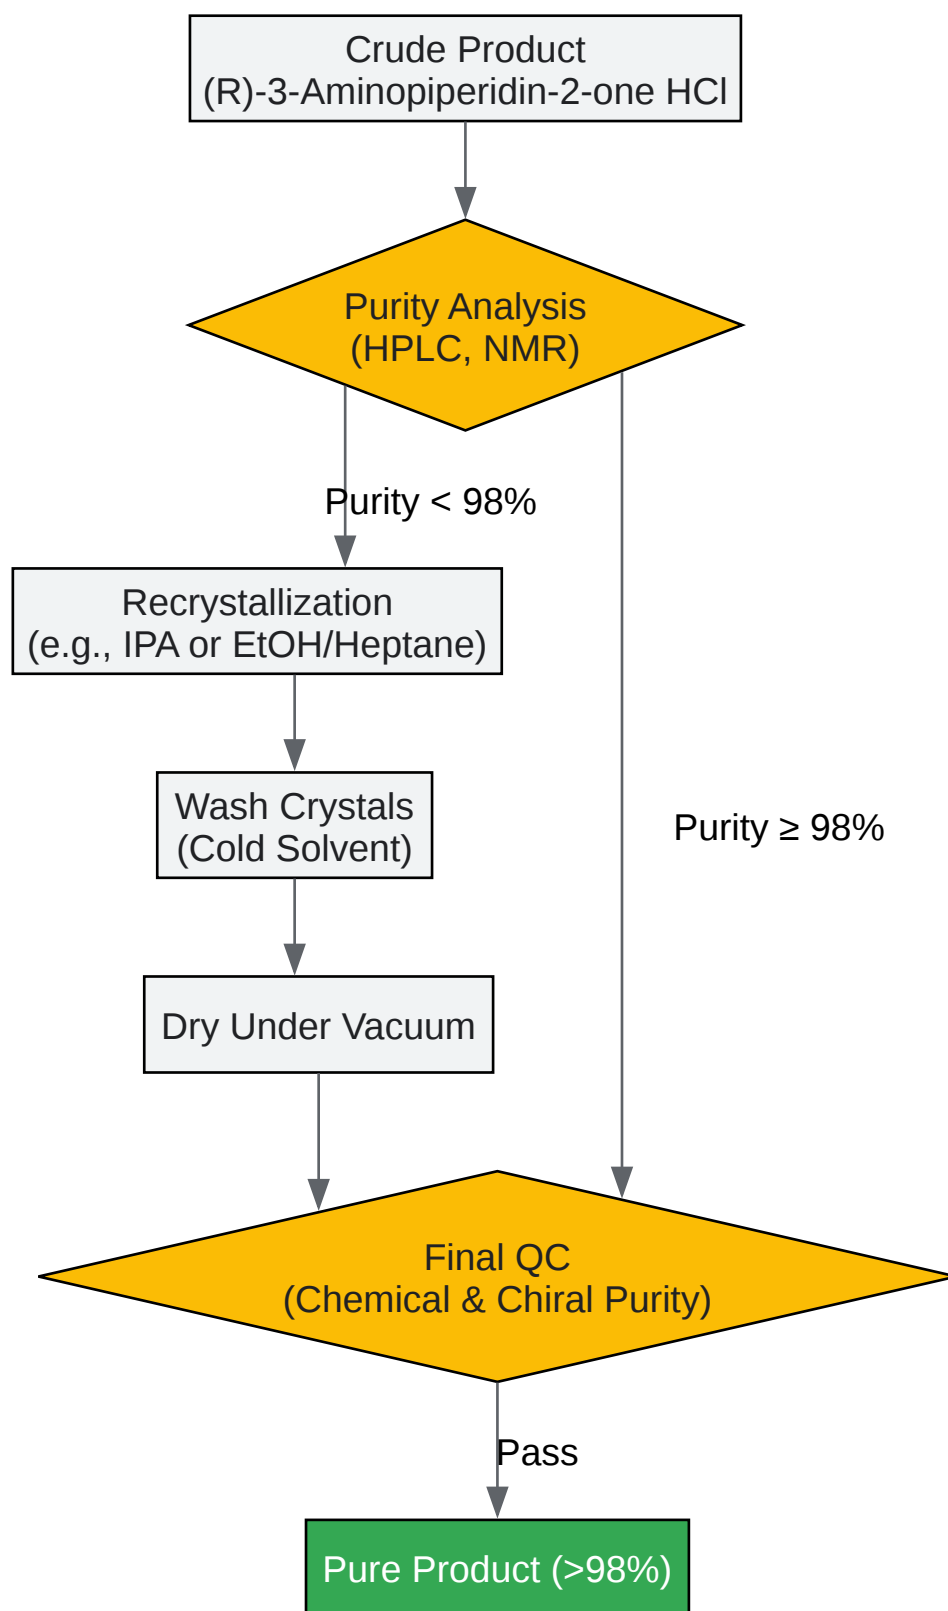 Crude Product
(R)-3-Aminopiperidin-2-one HCl
Purity Analysis
(HPLC, NMR)
Purity < 98%
Recrystallization
(e.g., IPA or EtOH/Heptane)
Wash Crystals
(Cold Solvent)
Purity ≥ 98%
Dry Under Vacuum
Final QC
(Chemical & Chiral Purity)
Pass
Pure Product (>98%)